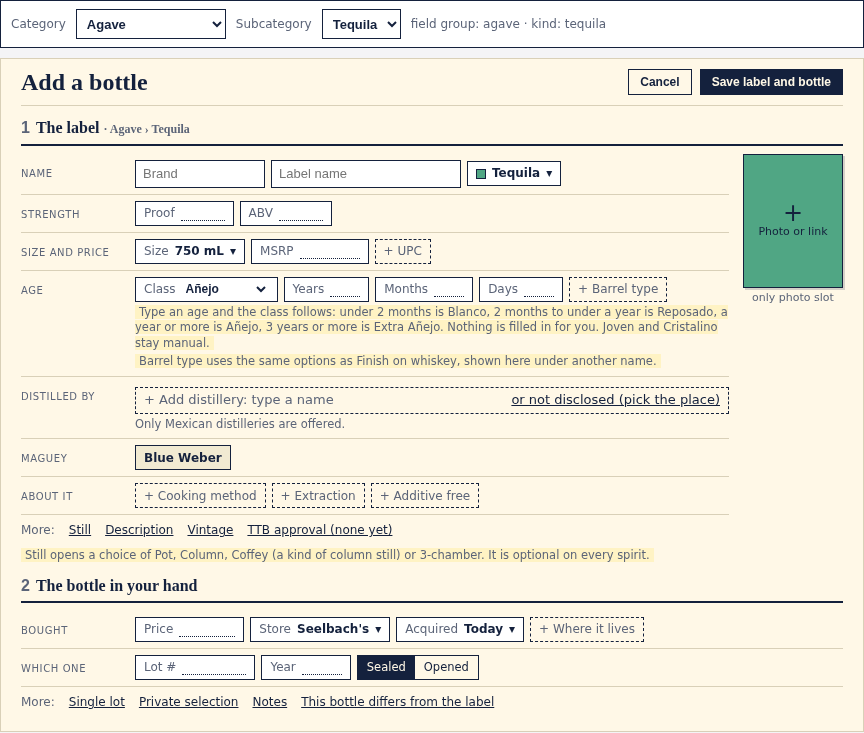 Category Agave Subcategory Tequila field group: agave · kind: tequila
Add a bottle Cancel Save label and bottle
1 The label · Agave › Tequila
NAME Brand Label name Tequila ▾
STRENGTH Proof ABV
SIZE AND PRICE Size 750 mL ▾ MSRP + UPC
+
Photo or link
only photo slot
AGE Class Añejo Years Months Days + Barrel type
Type an age and the class follows: under 2 months is Blanco, 2 months to under a year is Reposado, a
year or more is Añejo, 3 years or more is Extra Añejo. Nothing is filled in for you. Joven and Cristalino
stay manual.
Barrel type uses the same options as Finish on whiskey, shown here under another name.
DISTILLED BY + Add distillery: type a name or not disclosed (pick the place)
Only Mexican distilleries are offered.
MAGUEY Blue Weber
ABOUT IT + Cooking method + Extraction + Additive free
More: Still Description Vintage TTB approval (none yet)
Still opens a choice of Pot, Column, Coffey (a kind of column still) or 3-chamber. It is optional on every spirit.
2 The bottle in your hand
BOUGHT Price Store Seelbach's ▾ Acquired Today ▾ + Where it lives
WHICH ONE Lot # Year Sealed Opened
More: Single lot Private selection Notes This bottle differs from the label